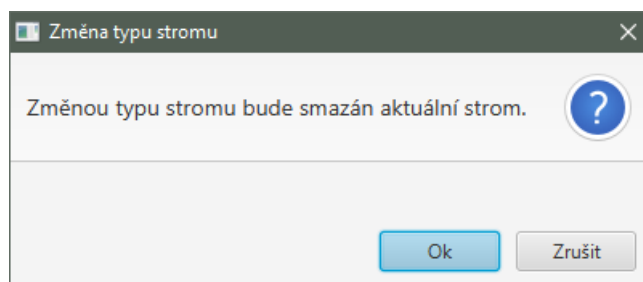 Změna typu stromu
Změnou typu stromu bude smazán aktuální strom.
?
Ok
Zrušit